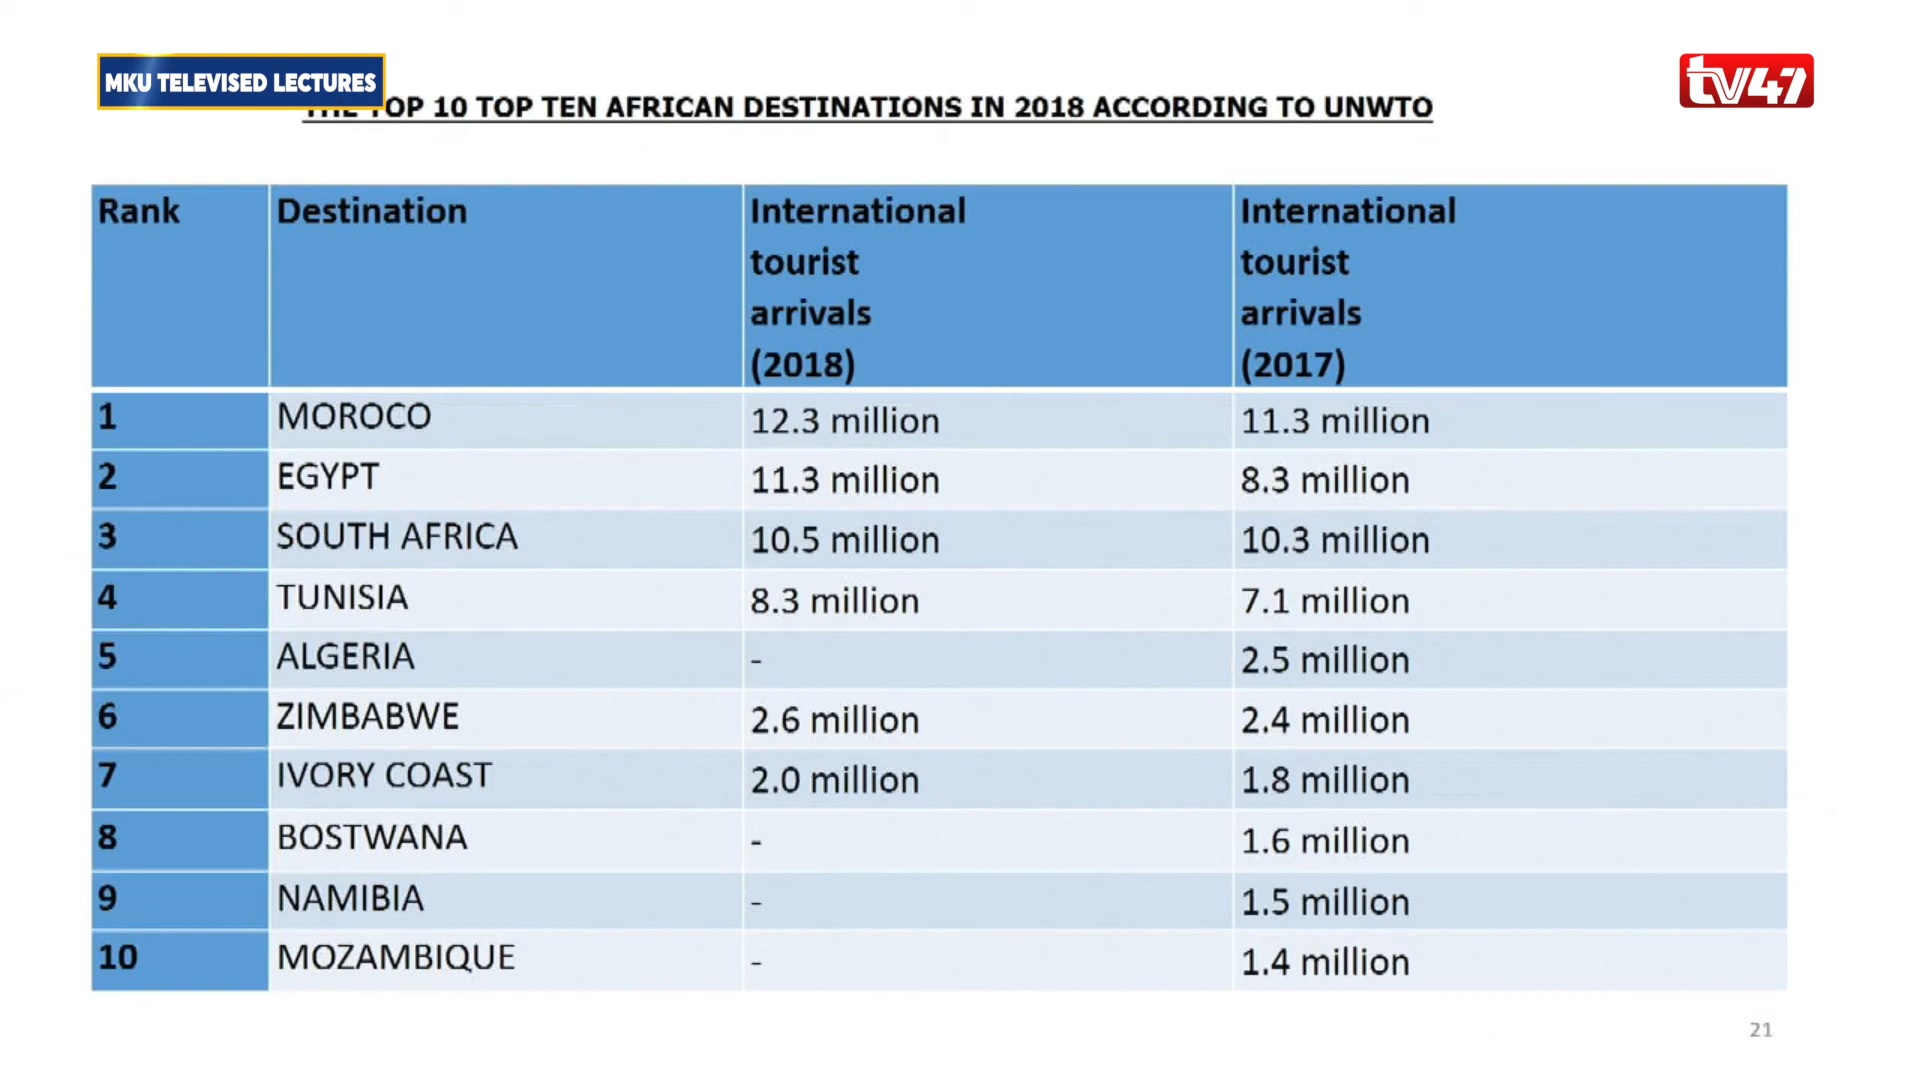 MKU TELEVISED LECTURES
tv47
THE TOP 10 TOP TEN AFRICAN DESTINATIONS IN 2018 ACCORDING TO UNWTO
Rank Destination International tourist arrivals (2018) International tourist arrivals (2017)
1 MOROCO 12.3 million 11.3 million
2 EGYPT 11.3 million 8.3 million
3 SOUTH AFRICA 10.5 million 10.3 million
4 TUNISIA 8.3 million 7.1 million
5 ALGERIA - 2.5 million
6 ZIMBABWE 2.6 million 2.4 million
7 IVORY COAST 2.0 million 1.8 million
8 BOSTWANA - 1.6 million
9 NAMIBIA - 1.5 million
10 MOZAMBIQUE - 1.4 million
21